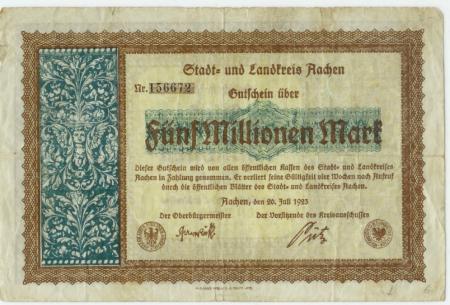 Stadt- und Landkreis Aachen
Nr. 156672
Gutschein über
Fünf Millionen Mark
Dieser Gutschein wird von allen öffentlichen Kassen des Stadt- und Landkreises
Aachen in Zahlung genommen. Er verliert seine Gültigkeit vier Wochen nach Aufruf
durch die öffentlichen Blätter des Stadt- und Landkreises Aachen.
Aachen, den 20. Juli 1923
Der Oberbürgermeister Der Vorsitzende des Kreisausschusses